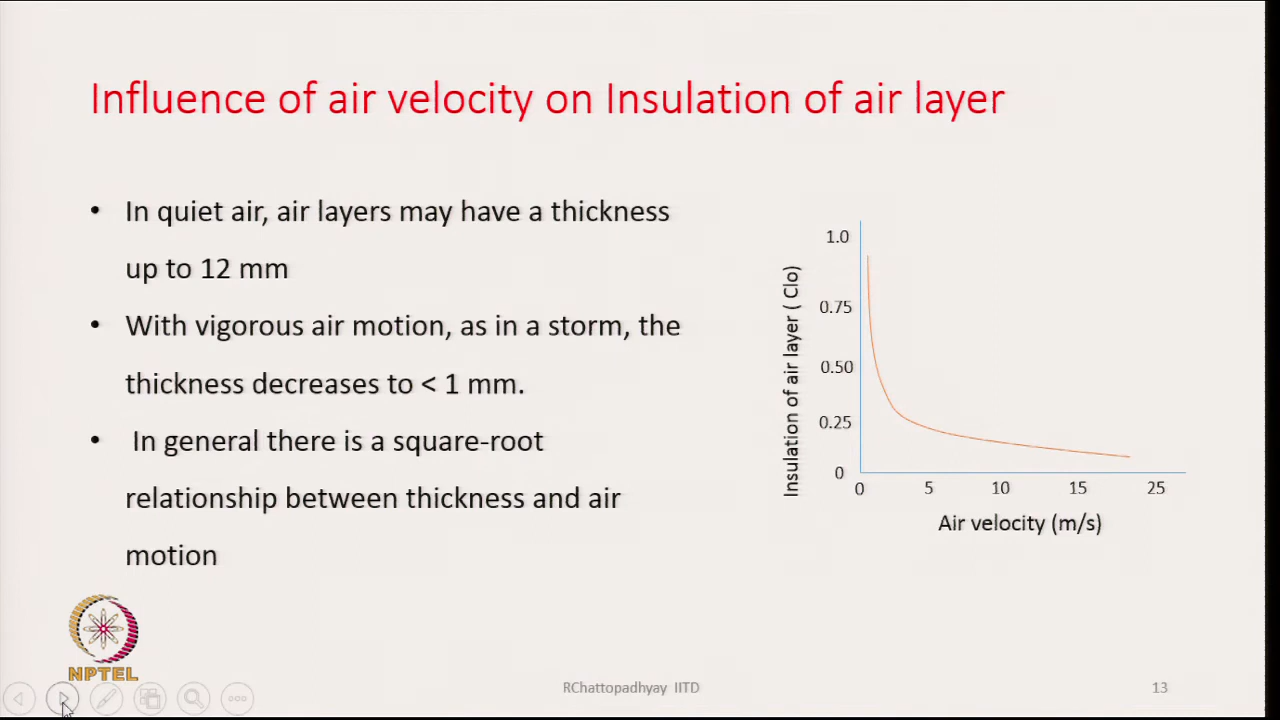 Influence of air velocity on Insulation of air layer
• In quiet air, air layers may have a thickness
up to 12 mm
• With vigorous air motion, as in a storm, the
thickness decreases to < 1 mm.
• In general there is a square-root
relationship between thickness and air
motion
Insulation of air layer ( Clo)
1.0
0.75
0.50
0.25
0
0 5 10 15 25
Air velocity (m/s)
NPTEL
RChattopadhyay IITD
13